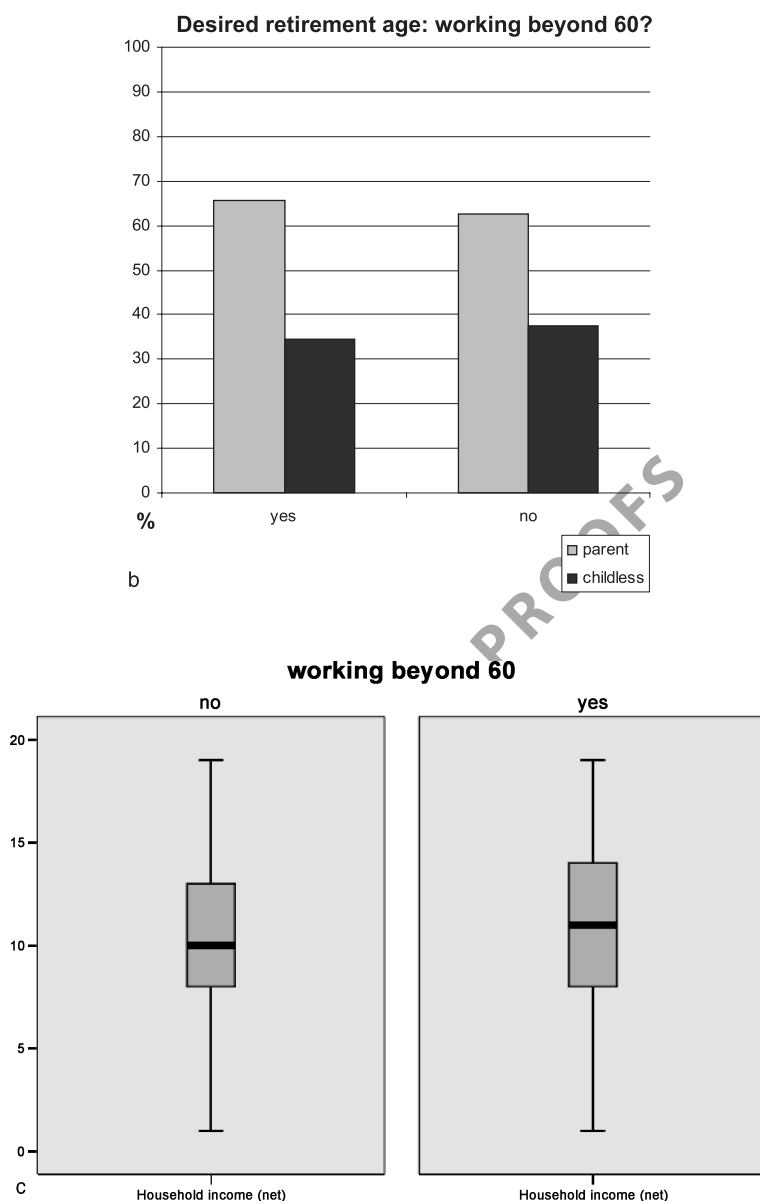 Desired retirement age: working beyond 60?
100
90
80
70
60
50
40
30
20
10
0
% yes no
parent
childless
b
PROOFS
working beyond 60
no yes
20
15
10
5
0
c
Household income (net) Household income (net)